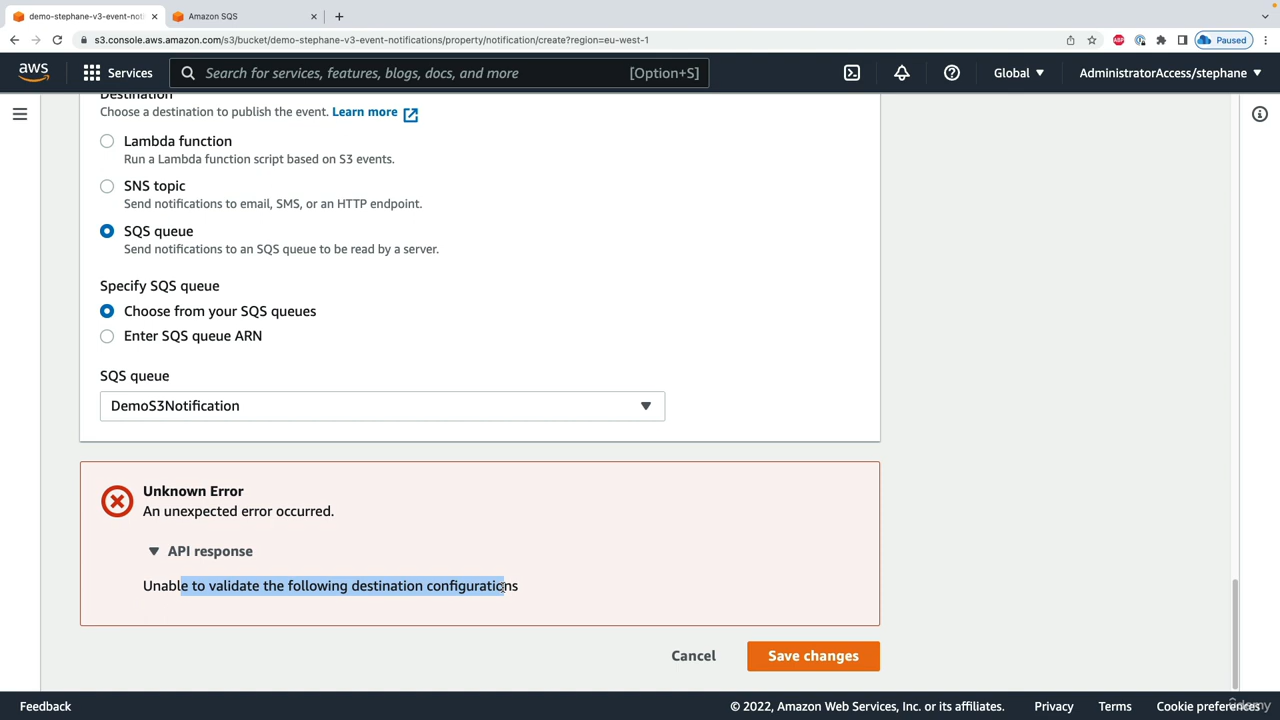 demo-stephane-v3-event-noti
Amazon SQS
s3.console.aws.amazon.com/s3/bucket/demo-stephane-v3-event-notifications/property/notification/create?region=eu-west-1
ABP
Paused
aws
Services
Search for services, features, blogs, docs, and more
[Option+S]
Global
AdministratorAccess/stephane
Destination
Choose a destination to publish the event. Learn more
Lambda function
Run a Lambda function script based on S3 events.
SNS topic
Send notifications to email, SMS, or an HTTP endpoint.
SQS queue
Send notifications to an SQS queue to be read by a server.
Specify SQS queue
Choose from your SQS queues
Enter SQS queue ARN
SQS queue
DemoS3Notification
Unknown Error
An unexpected error occurred.
API response
Unable to validate the following destination configurations
Cancel
Save changes
Feedback
© 2022, Amazon Web Services, Inc. or its affiliates.
Privacy
Terms
Cookie preferences
Udemy